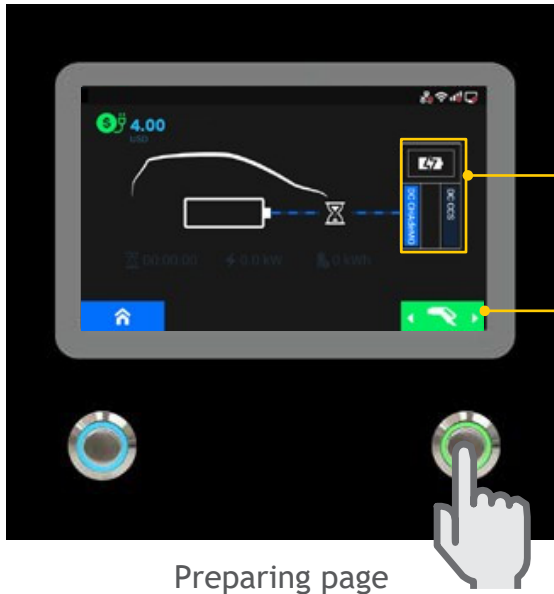 4.00
USD
DC CHAdeMO
DC CCS
00:00:00
0.0 kW
0 kWh
Preparing page